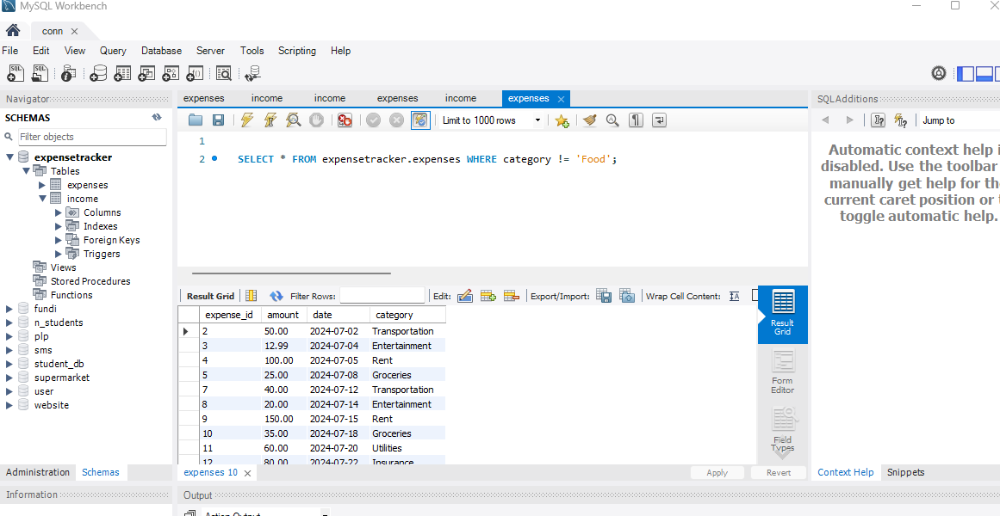 MySQL Workbench
conn
File Edit View Query Database Server Tools Scripting Help
Navigator
SCHEMAS
Filter objects
expensetracker
Tables
expenses
income
Columns
Indexes
Foreign Keys
Triggers
Views
Stored Procedures
Functions
fundi
n_students
plp
sms
student_db
supermarket
user
website
Administration Schemas
Information
expenses income income expenses income expenses
Limit to 1000 rows
1
2 SELECT * FROM expensetracker.expenses WHERE category != 'Food';
Result Grid Filter Rows: Edit: Export/Import: Wrap Cell Content:
expense_id amount date category
2 50.00 2024-07-02 Transportation
3 12.99 2024-07-04 Entertainment
4 100.00 2024-07-05 Rent
5 25.00 2024-07-08 Groceries
7 40.00 2024-07-12 Transportation
8 20.00 2024-07-14 Entertainment
9 150.00 2024-07-15 Rent
10 35.00 2024-07-18 Groceries
11 60.00 2024-07-20 Utilities
12 80.00 2024-07-22 Insurance
Result
Grid
Form
Editor
Field
Types
expenses 10 Apply Revert
Output
Action Output
SQLAdditions
Jump to
Automatic context help i
disabled. Use the toolbar
manually get help for the
current caret position or t
toggle automatic help.
Context Help Snippets